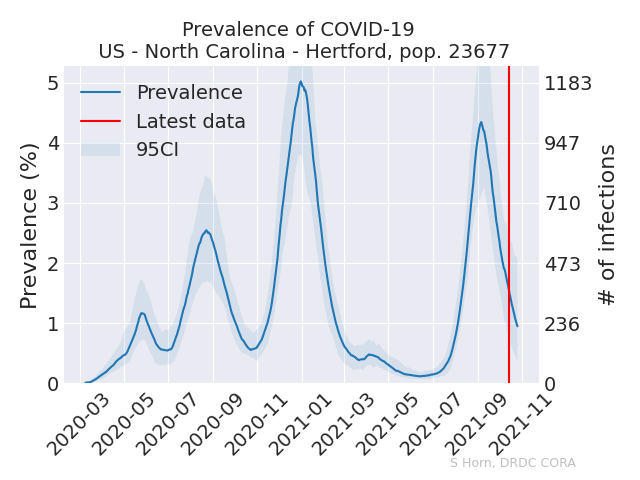 Prevalence of COVID-19
US - North Carolina - Hertford, pop. 23677
Prevalence
Latest data
95CI
Prevalence (%)
5
4
3
2
1
0
1183
947
710
473
236
0
# of infections
2020-03
2020-05
2020-07
2020-09
2020-11
2021-01
2021-03
2021-05
2021-07
2021-09
2021-11
S Horn, DRDC CORA